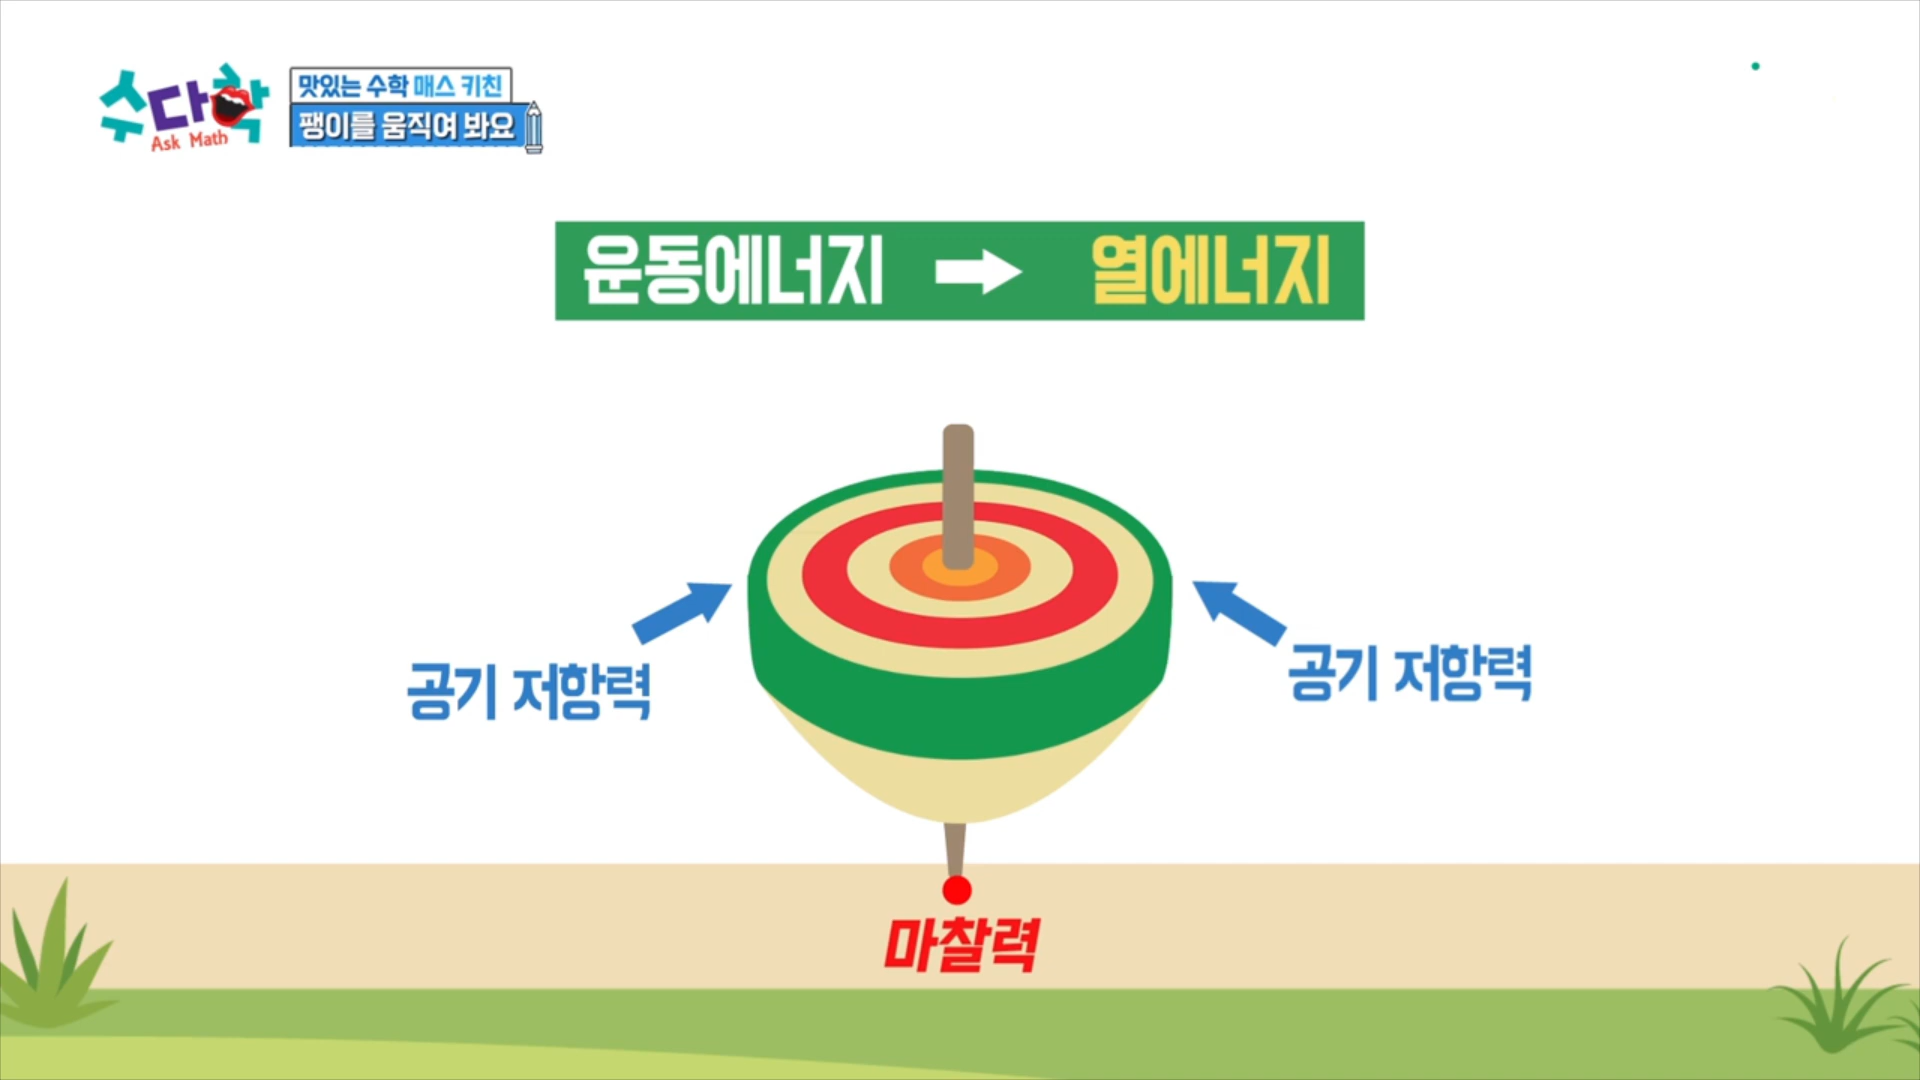 수다학
Ask Math
맛있는 수학 매스 키친
팽이를 움직여 봐요
운동에너지 → 열에너지
공기 저항력
공기 저항력
마찰력